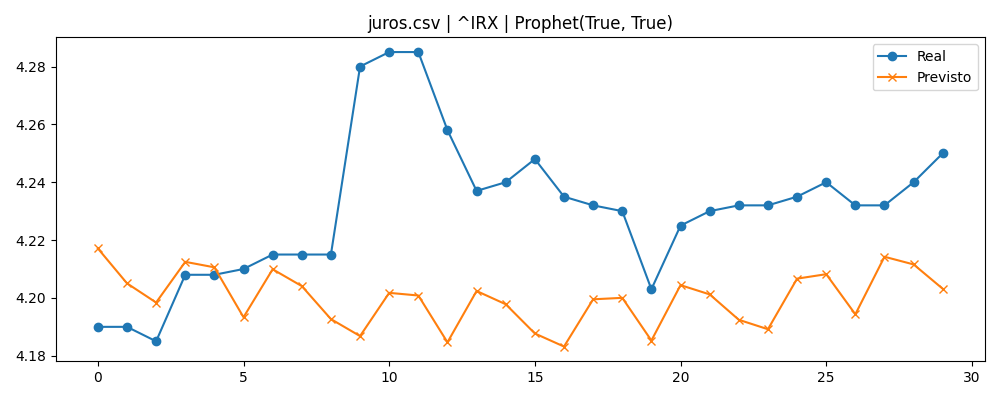 juros.csv | ^IRX | Prophet(True, True)
Real
Previsto
4.28
4.26
4.24
4.22
4.20
4.18
0 5 10 15 20 25 30